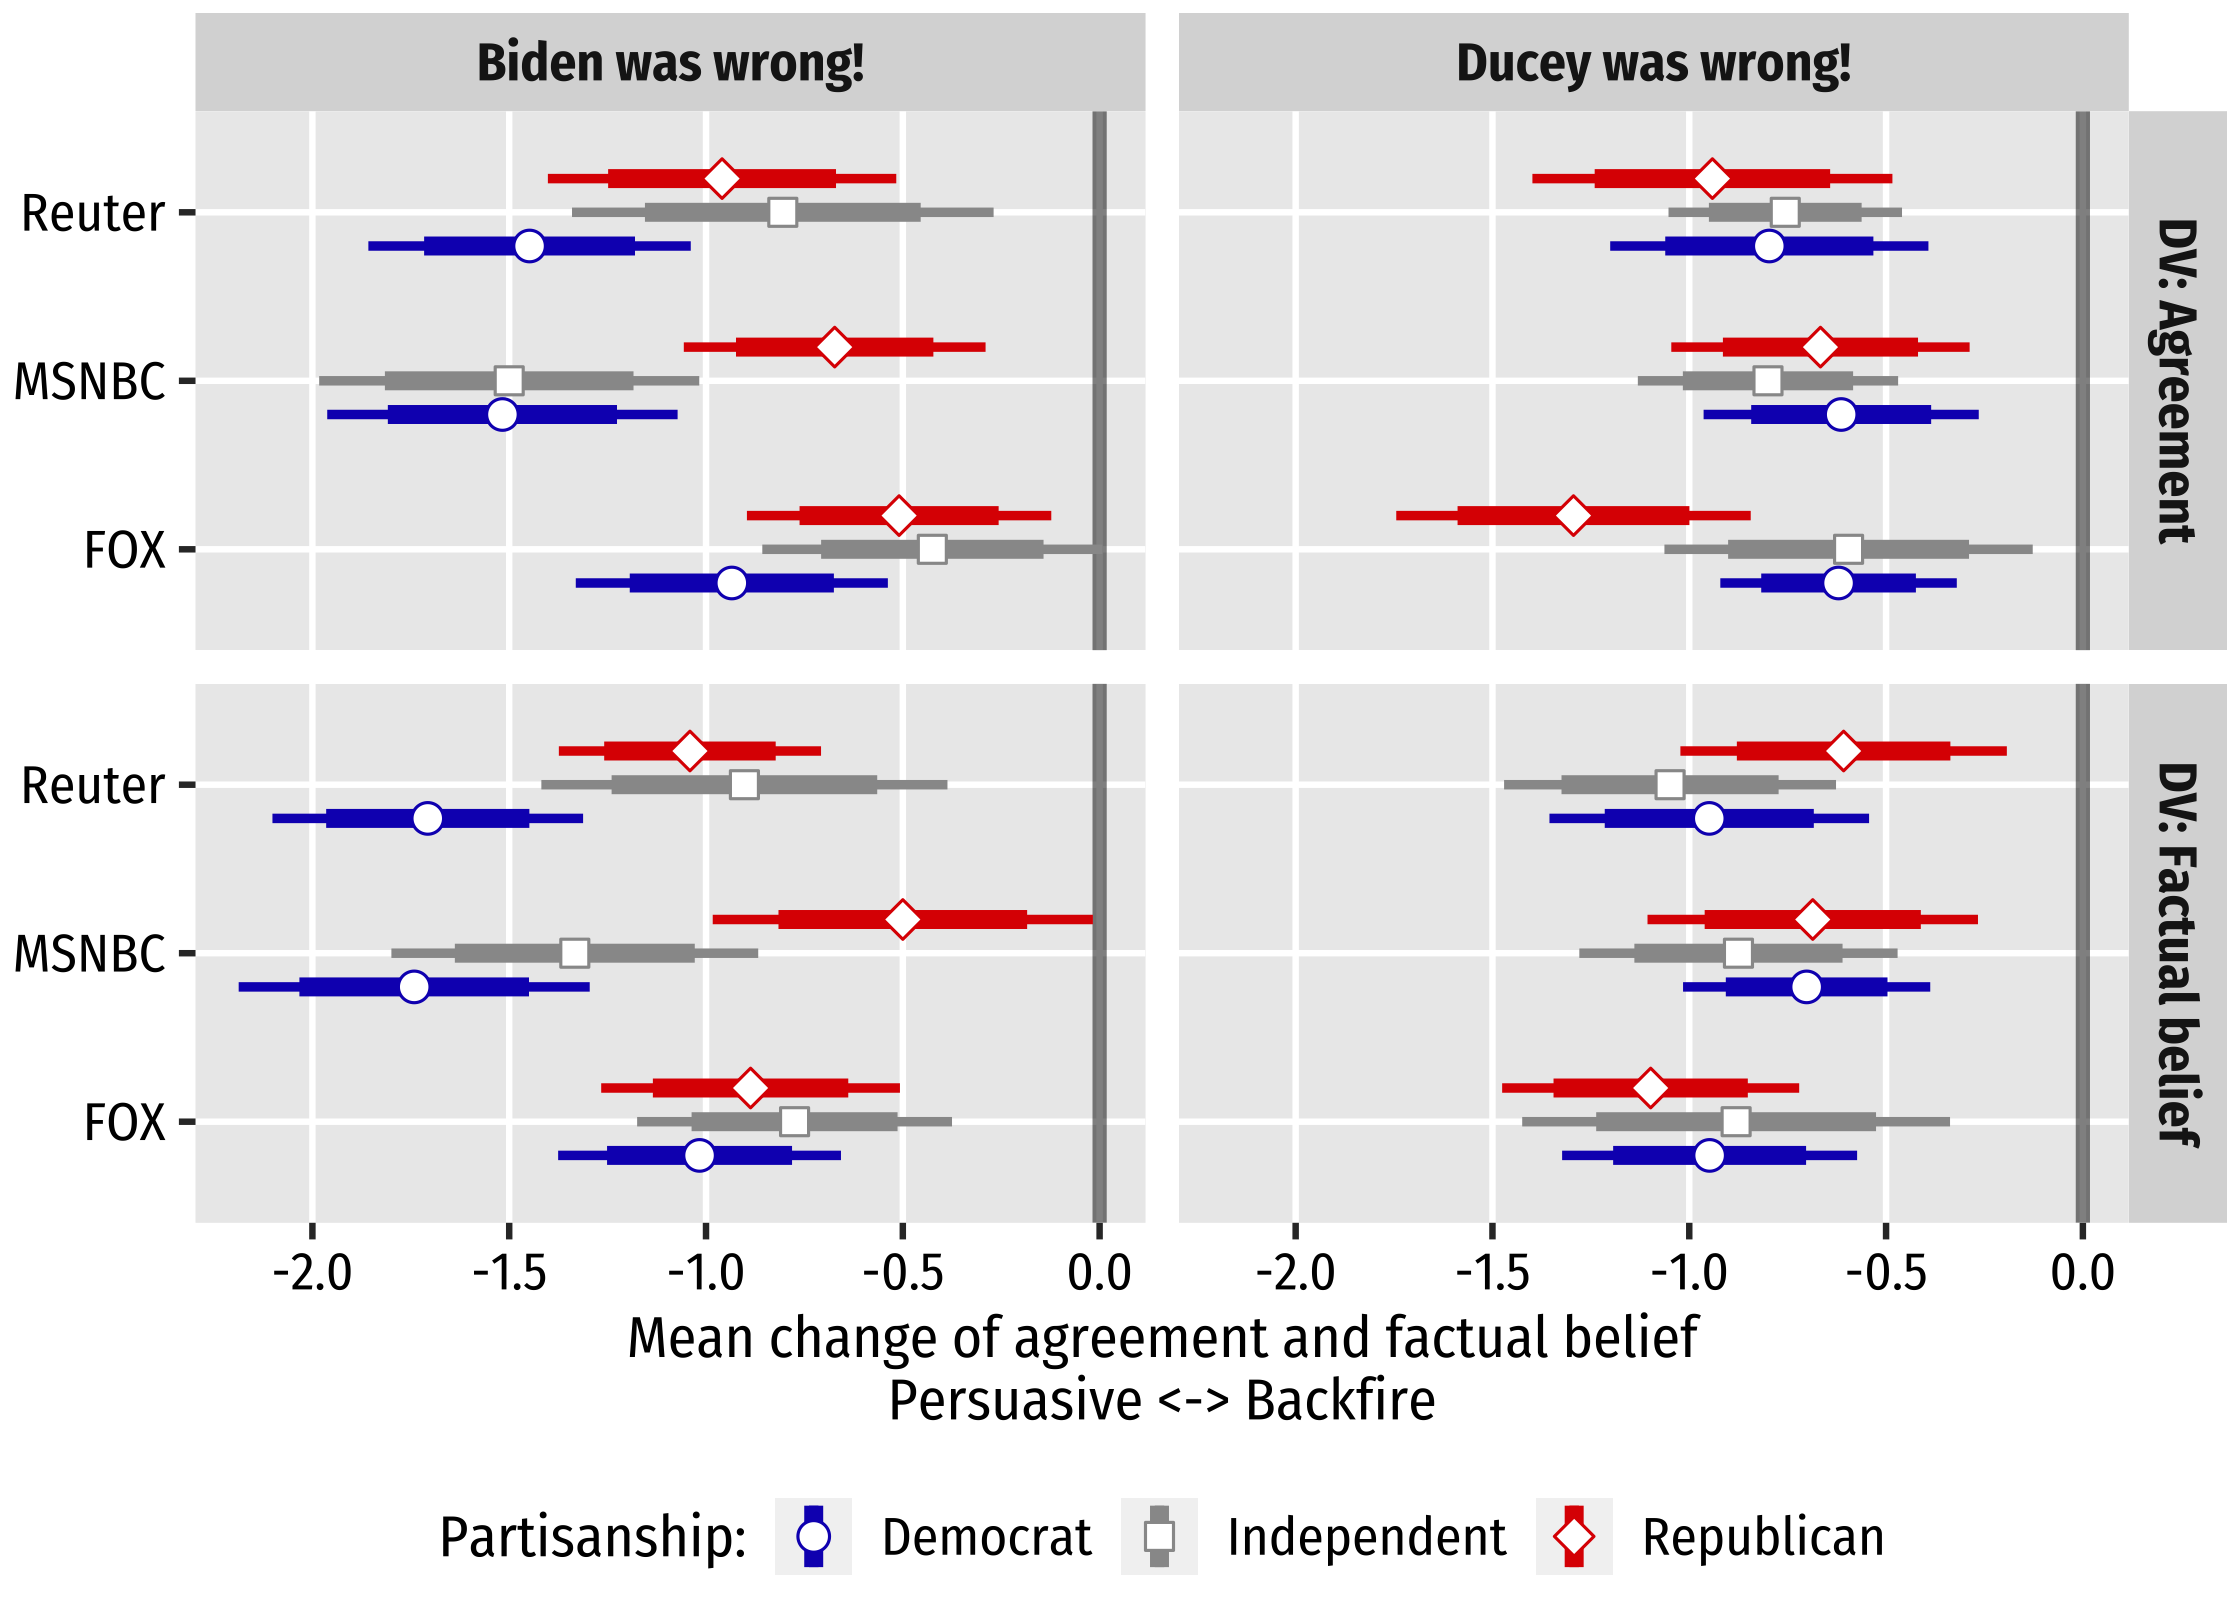 Biden was wrong!
Ducey was wrong!
Reuter
MSNBC
FOX
DV: Agreement
Reuter
MSNBC
FOX
DV: Factual belief
-2.0 -1.5 -1.0 -0.5 0.0
-2.0 -1.5 -1.0 -0.5 0.0
Mean change of agreement and factual belief
Persuasive <-> Backfire
Partisanship: Democrat Independent Republican